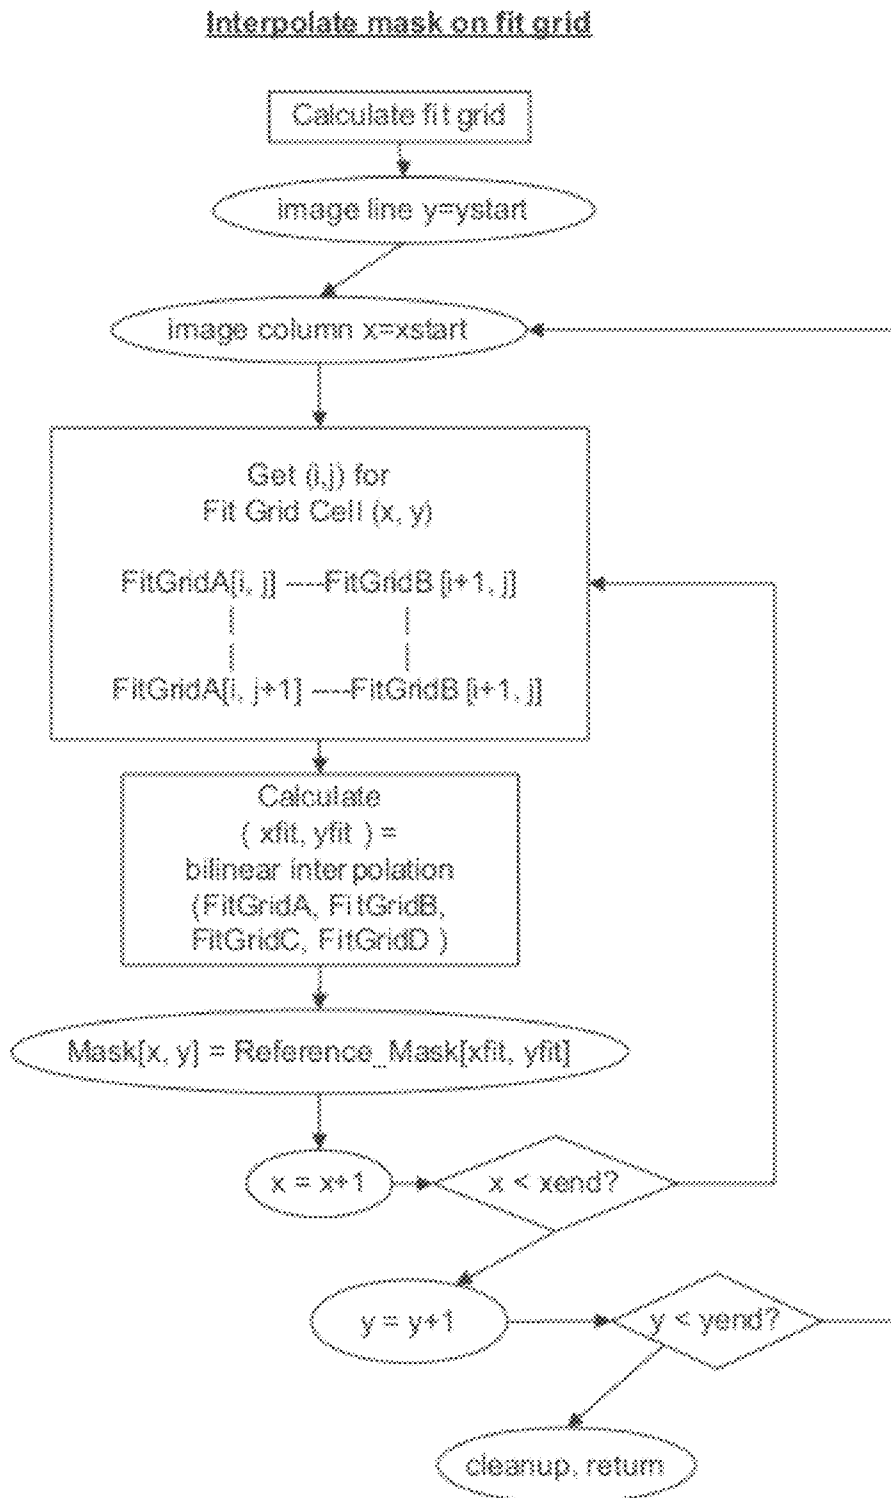 Interpolate mask on fit grid
Calculate fit grid
image line y=ystart
image column x=xstart
Get (i,j) for
Fit Grid Cell (x, y)
FitGridA[i, j] ----FitGridB [i+1, j]
| |
| |
FitGridA[i, j+1] ----FitGridB [i+1, j]
Calculate
( xfit, yfit ) =
bilinear interpolation
(FitGridA, FitGridB,
FitGridC, FitGridD )
Mask[x, y] = Reference_Mask[xfit, yfit]
x = x+1
x < xend?
y = y+1
y < yend?
cleanup, return